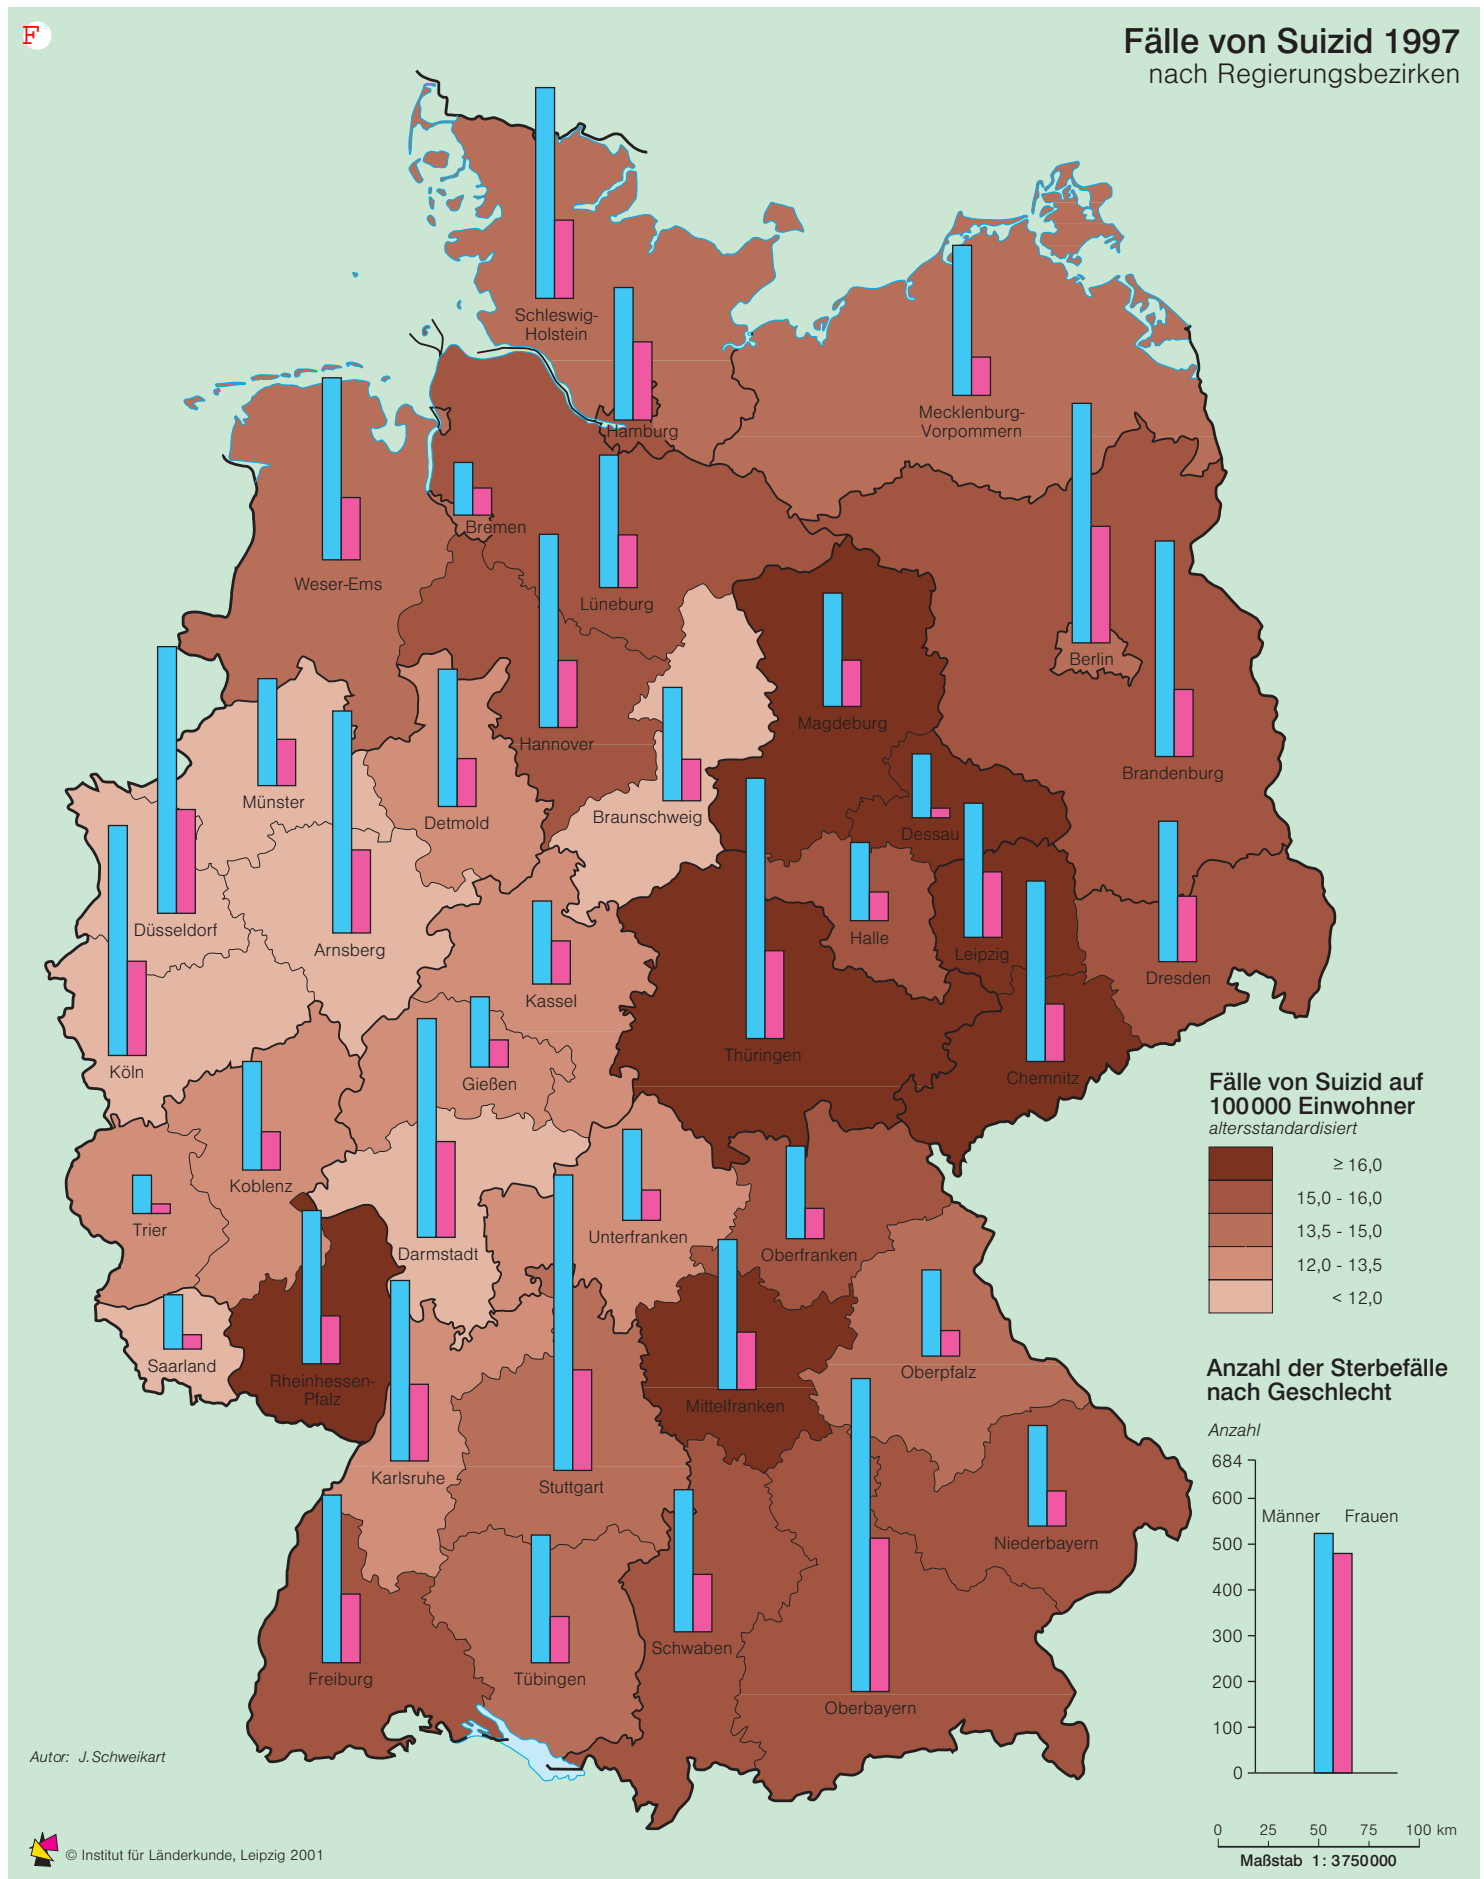 F
Fälle von Suizid 1997
nach Regierungsbezirken
Schleswig-
Holstein
Hamburg
Mecklenburg-
Vorpommern
Bremen
Weser-Ems
Lüneburg
Berlin
Magdeburg
Hannover
Brandenburg
Münster
Braunschweig
Detmold
Dessau
Düsseldorf
Arnsberg
Halle
Leipzig
Dresden
Kassel
Thüringen
Köln
Gießen
Chemnitz
Fälle von Suizid auf
100000 Einwohner
altersstandardisiert
≥ 16,0
15,0 - 16,0
13,5 - 15,0
12,0 - 13,5
< 12,0
Koblenz
Trier
Darmstadt
Unterfranken
Oberfranken
Saarland
Rheinhessen-
Pfalz
Mittelfranken
Oberpfalz
Karlsruhe
Stuttgart
Niederbayern
Schwaben
Freiburg
Tübingen
Oberbayern
Anzahl der Sterbefälle
nach Geschlecht
Anzahl
684
600
Männer Frauen
500
400
300
200
100
0
Autor: J. Schweikart
0 25 50 75 100 km
Maßstab 1 : 3750000
© Institut für Länderkunde, Leipzig 2001